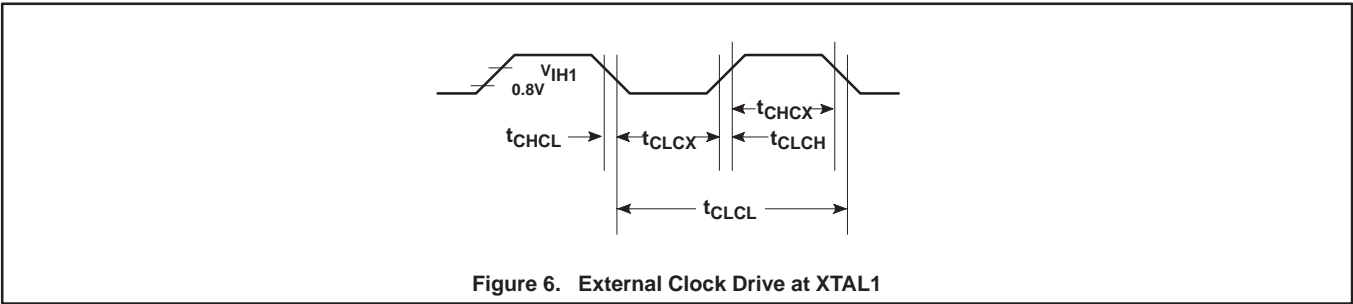 VIH1
0.8V
tCHCX
tCHCL
tCLCX
tCLCH
tCLCL
Figure 6. External Clock Drive at XTAL1